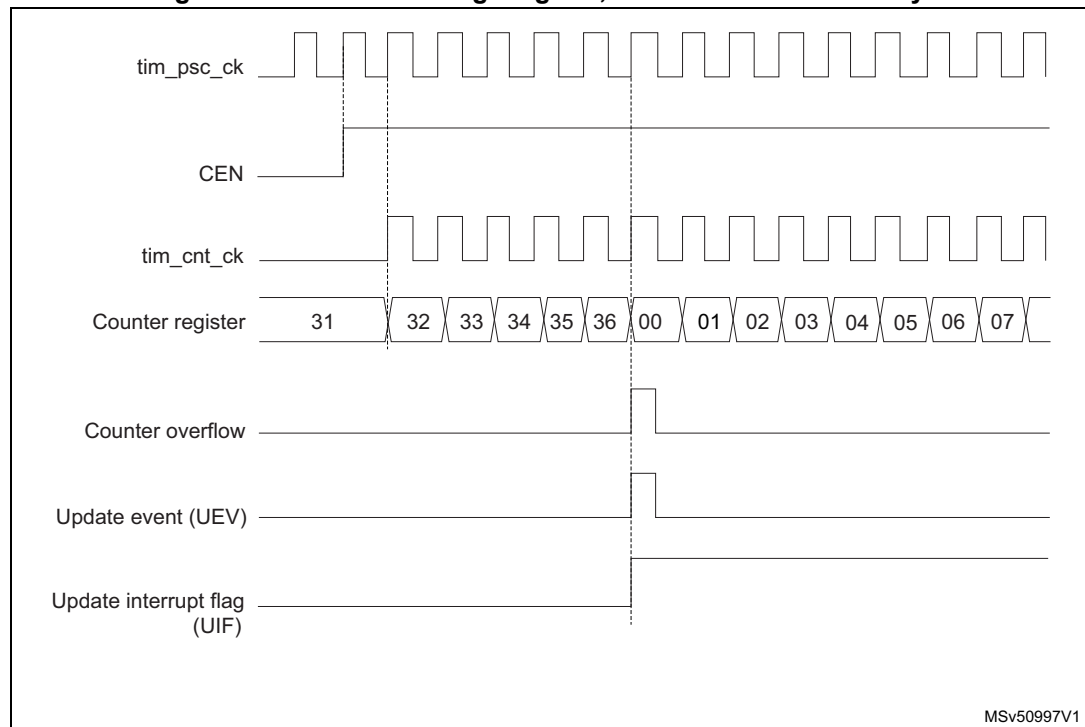 tim_psc_ck
CEN
tim_cnt_ck
Counter register 31 32 33 34 35 36 00 01 02 03 04 05 06 07
Counter overflow
Update event (UEV)
Update interrupt flag
(UIF)
MSv50997V1